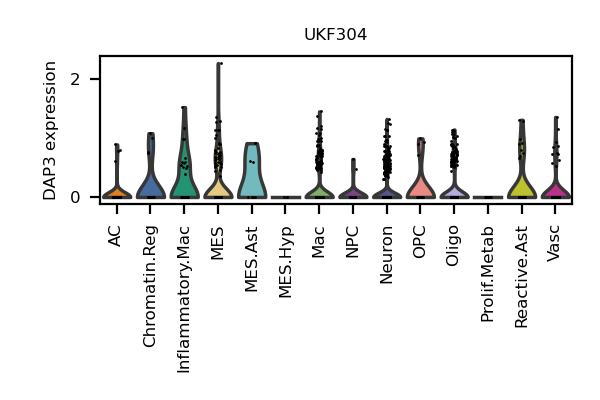 UKF304
DAP3 expression
2
0
AC
Chromatin.Reg
Inflammatory.Mac
MES
MES.Ast
MES.Hyp
Mac
NPC
Neuron
OPC
Oligo
Prolif.Metab
Reactive.Ast
Vasc